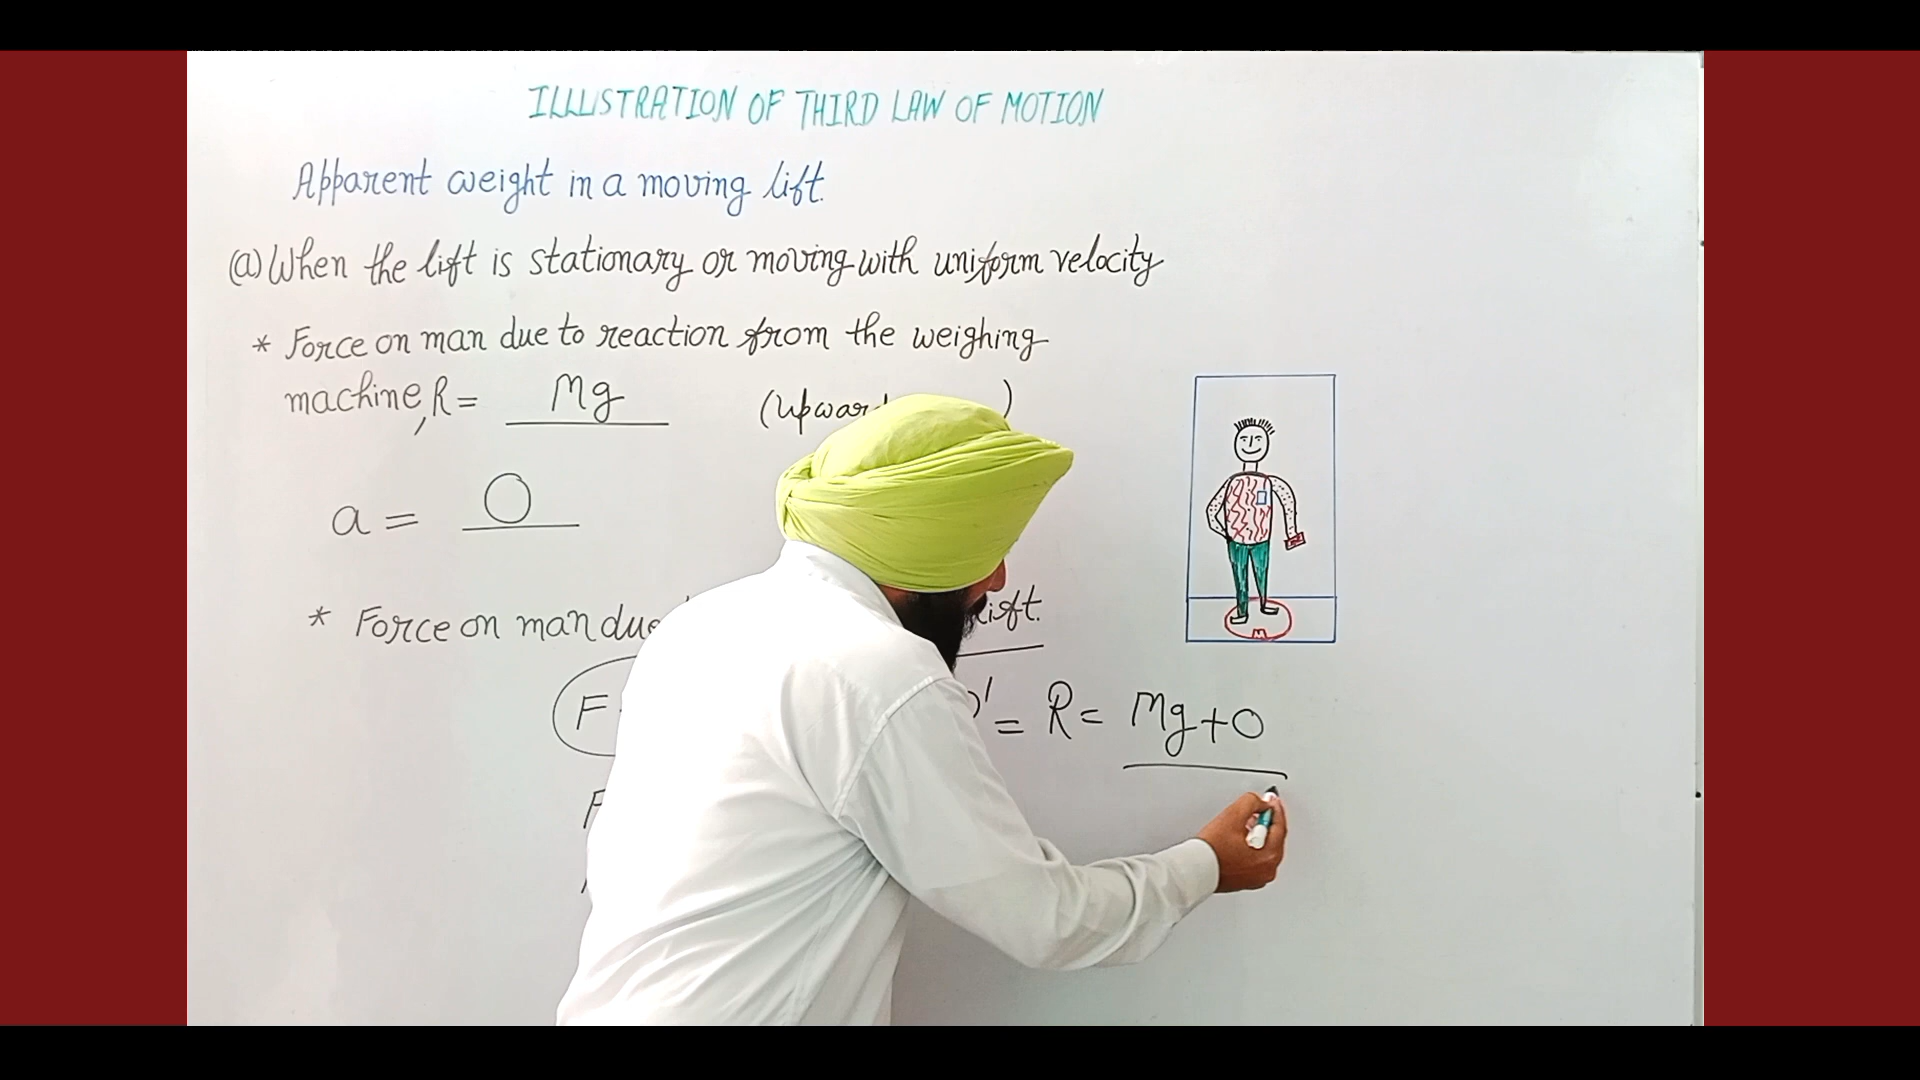 ILLUSTRATION OF THIRD LAW OF MOTION
Apparent weight in a moving lift.
(a) When the lift is stationary or moving with uniform velocity
* Force on man due to reaction from the weighing
machine, R = Mg (upwar )
a = 0
* Force on man due lift.
F = R = Mg+0
M